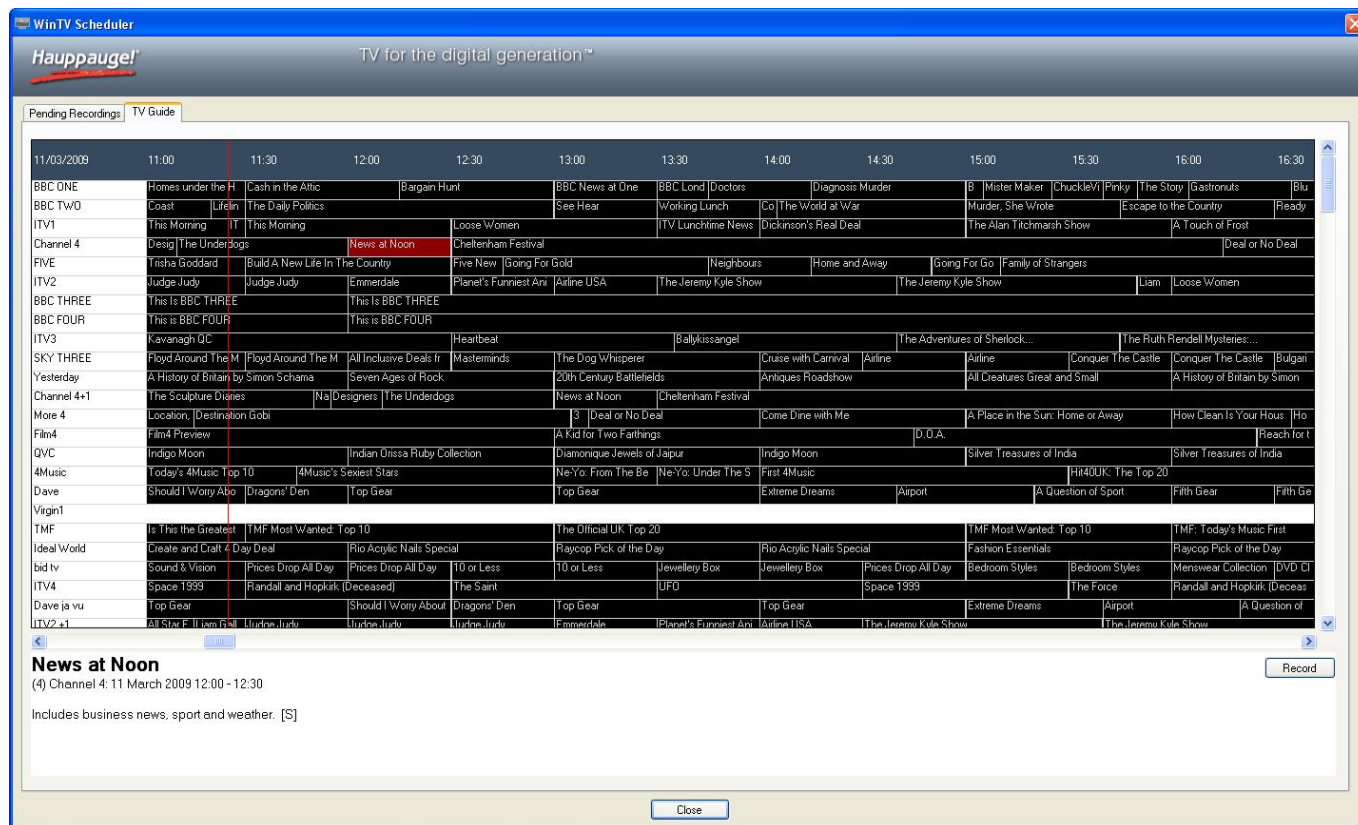 WinTV Scheduler
Hauppauge!
TV for the digital generation™
Pending Recordings TV Guide
11/03/2009 11:00 11:30 12:00 12:30 13:00 13:30 14:00 14:30 15:00 15:30 16:00 16:30
BBC ONE Homes under the H Cash in the Attic Bargain Hunt BBC News at One BBC Lond Doctors Diagnosis Murder B Mister Maker ChuckleVi Pinky The Story Gastronuts Blu
BBC TWO Coast Lifelin The Daily Politics See Hear Working Lunch Co The World at War Murder, She Wrote Escape to the Country Ready
ITV1 This Morning IT This Morning Loose Women ITV Lunchtime News Dickinson's Real Deal The Alan Titchmarsh Show A Touch of Frost
Channel 4 Desig The Underdogs News at Noon Cheltenham Festival Deal or No Deal
FIVE Trisha Goddard Build A New Life In The Country Five New Going For Gold Neighbours Home and Away Going For Go Family of Strangers
ITV2 Judge Judy Judge Judy Emmerdale Planet's Funniest Ani Airline USA The Jeremy Kyle Show The Jeremy Kyle Show Liam Loose Women
BBC THREE This Is BBC THREE This Is BBC THREE
BBC FOUR This is BBC FOUR This is BBC FOUR
ITV3 Kavanagh QC Heartbeat Ballykissangel The Adventures of Sherlock... The Ruth Rendell Mysteries:...
SKY THREE Floyd Around The M Floyd Around The M All Inclusive Deals fr Masterminds The Dog Whisperer Cruise with Carnival Airline Airline Conquer The Castle Conquer The Castle Bulgari
Yesterday A History of Britain by Simon Schama Seven Ages of Rock 20th Century Battlefields Antiques Roadshow All Creatures Great and Small A History of Britain by Simon
Channel 4+1 The Sculpture Diaries Na Designers The Underdogs News at Noon Cheltenham Festival
More 4 Location, Destination Gobi 3 Deal or No Deal Come Dine with Me A Place in the Sun: Home or Away How Clean Is Your Hous Ho
Film4 Film4 Preview A Kid for Two Farthings D.O.A. Reach for t
QVC Indigo Moon Indian Orissa Ruby Collection Diamonique Jewels of Jaipur Indigo Moon Silver Treasures of India Silver Treasures of India
4Music Today's 4Music Top 10 4Music's Sexiest Stars Ne-Yo: From The Be Ne-Yo: Under The S First 4Music Hit40UK: The Top 20
Dave Should I Worry Abo Dragons' Den Top Gear Top Gear Extreme Dreams Airport A Question of Sport Fifth Gear Fifth Ge
Virgin1
TMF Is This the Greatest TMF Most Wanted: Top 10 The Official UK Top 20 TMF Most Wanted: Top 10 TMF: Today's Music First
Ideal World Create and Craft 4 Day Deal Rio Acrylic Nails Special Raycop Pick of the Day Rio Acrylic Nails Special Fashion Essentials Raycop Pick of the Day
bid tv Sound & Vision Prices Drop All Day Prices Drop All Day 10 or Less 10 or Less Jewellery Box Jewellery Box Prices Drop All Day Bedroom Styles Bedroom Styles Menswear Collection DVD Cl
ITV4 Space 1999 Randall and Hopkirk (Deceased) The Saint UFO Space 1999 The Force Randall and Hopkirk (Deceas
Dave ja vu Top Gear Should I Worry About Dragons' Den Top Gear Top Gear Extreme Dreams Airport A Question of
ITV2 +1 All Star F Liam Gall Judge Judy Judge Judy Judge Judy Emmerdale Planet's Funniest Ani Airline USA The Jeremy Kyle Show The Jeremy Kyle Show
News at Noon
Record
(4) Channel 4: 11 March 2009 12:00 - 12:30
Includes business news, sport and weather. [S]
Close